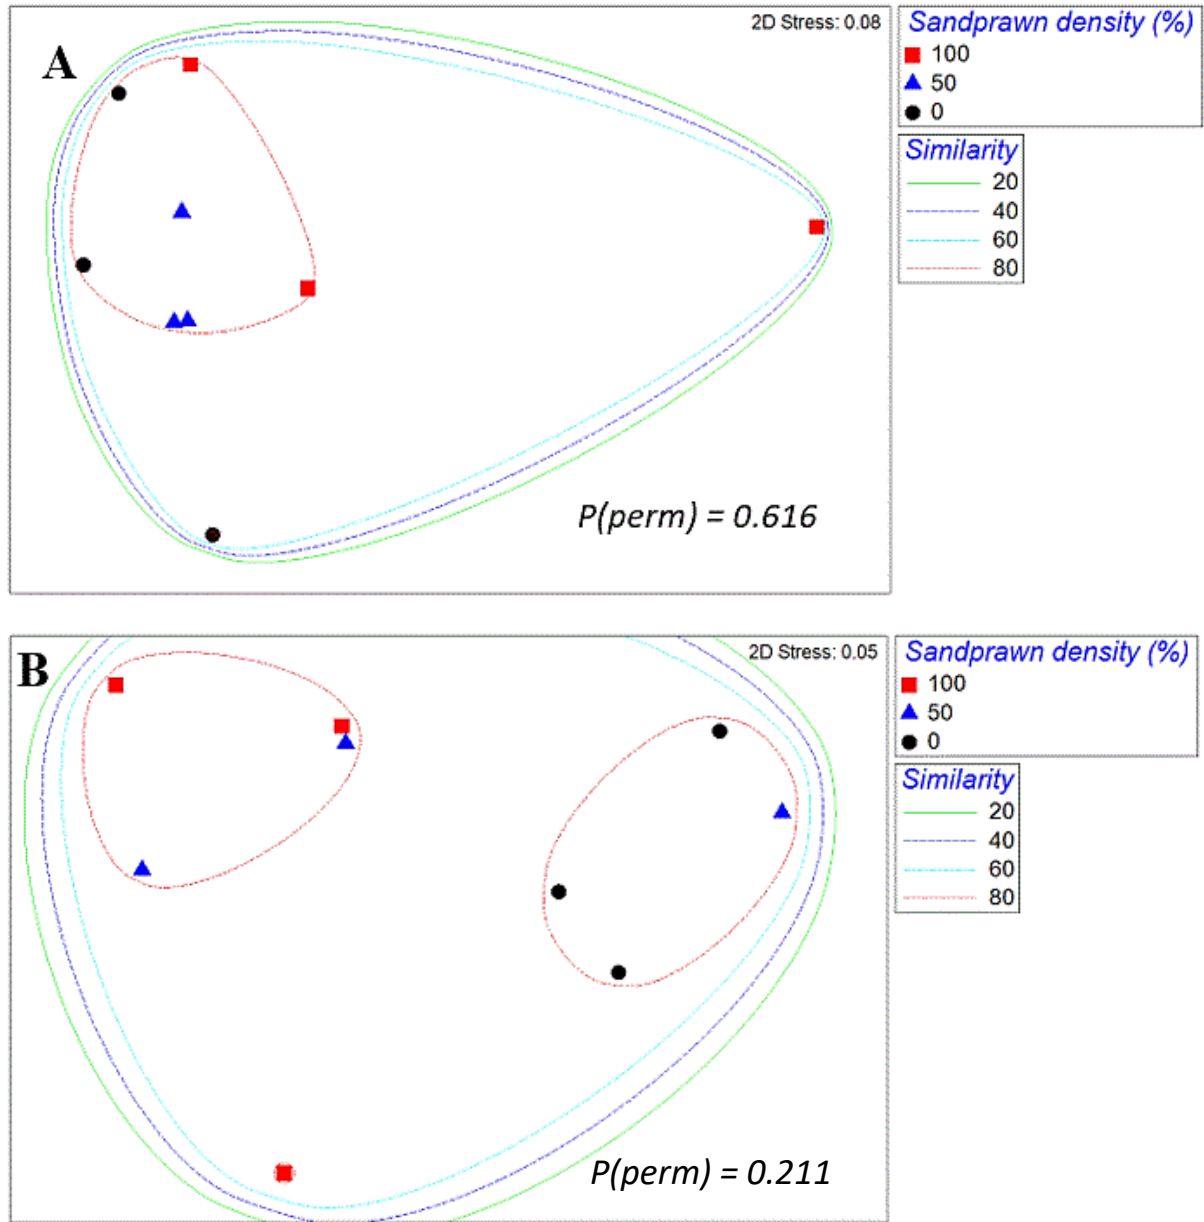 A
2D Stress: 0.08
Sandprawn density (%)
100
50
0
Similarity
20
40
60
80
P(perm) = 0.616
B
2D Stress: 0.05
Sandprawn density (%)
100
50
0
Similarity
20
40
60
80
P(perm) = 0.211